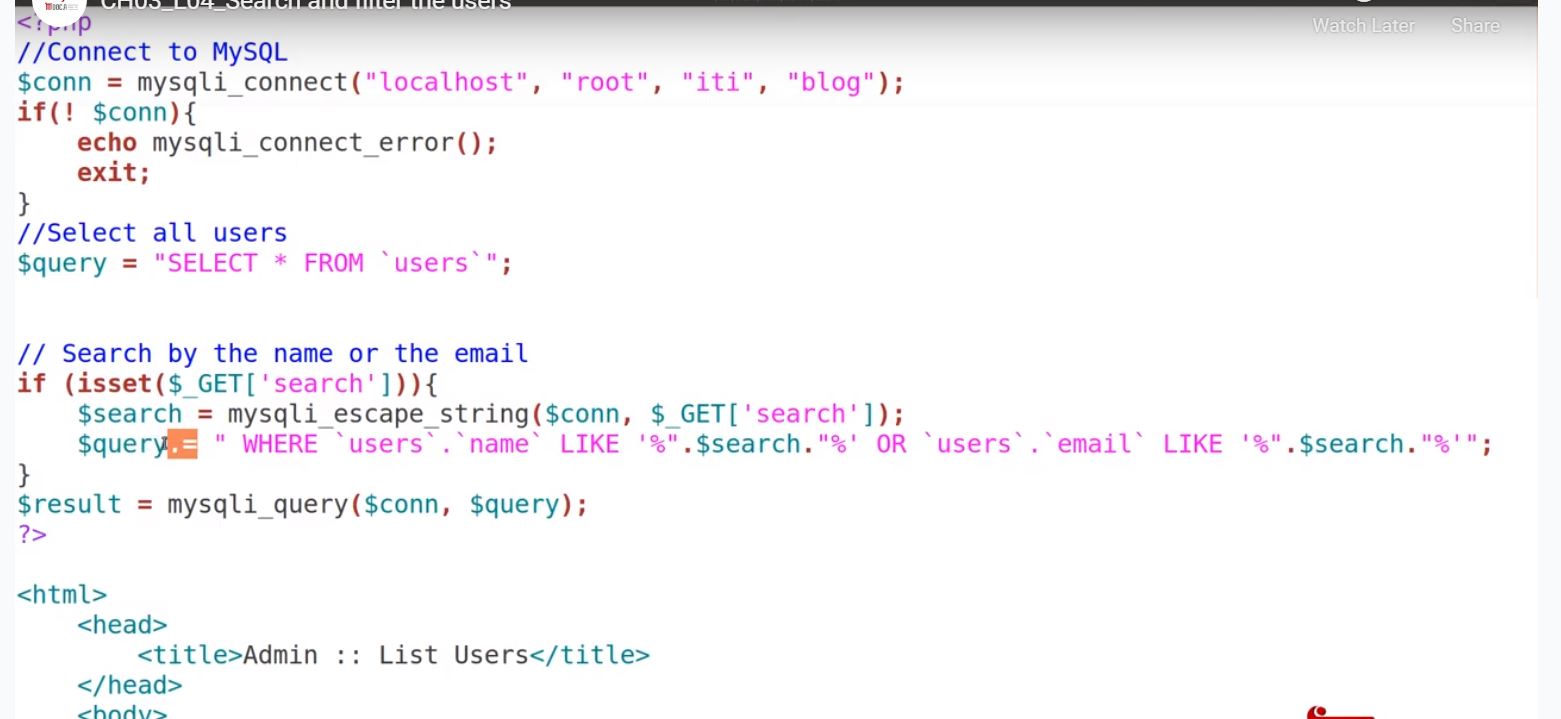 CH03_L04_Search and filter the users
Watch Later Share
<?php
//Connect to MySQL
$conn = mysqli_connect("localhost", "root", "iti", "blog");
if(! $conn){
    echo mysqli_connect_error();
    exit;
}
//Select all users
$query = "SELECT * FROM `users`";
// Search by the name or the email
if (isset($_GET['search'])){
    $search = mysqli_escape_string($conn, $_GET['search']);
    $query.= " WHERE `users`.`name` LIKE '%".$search."%' OR `users`.`email` LIKE '%".$search."%'";
}
$result = mysqli_query($conn, $query);
?>
<html>
    <head>
        <title>Admin :: List Users</title>
    </head>
    <body>